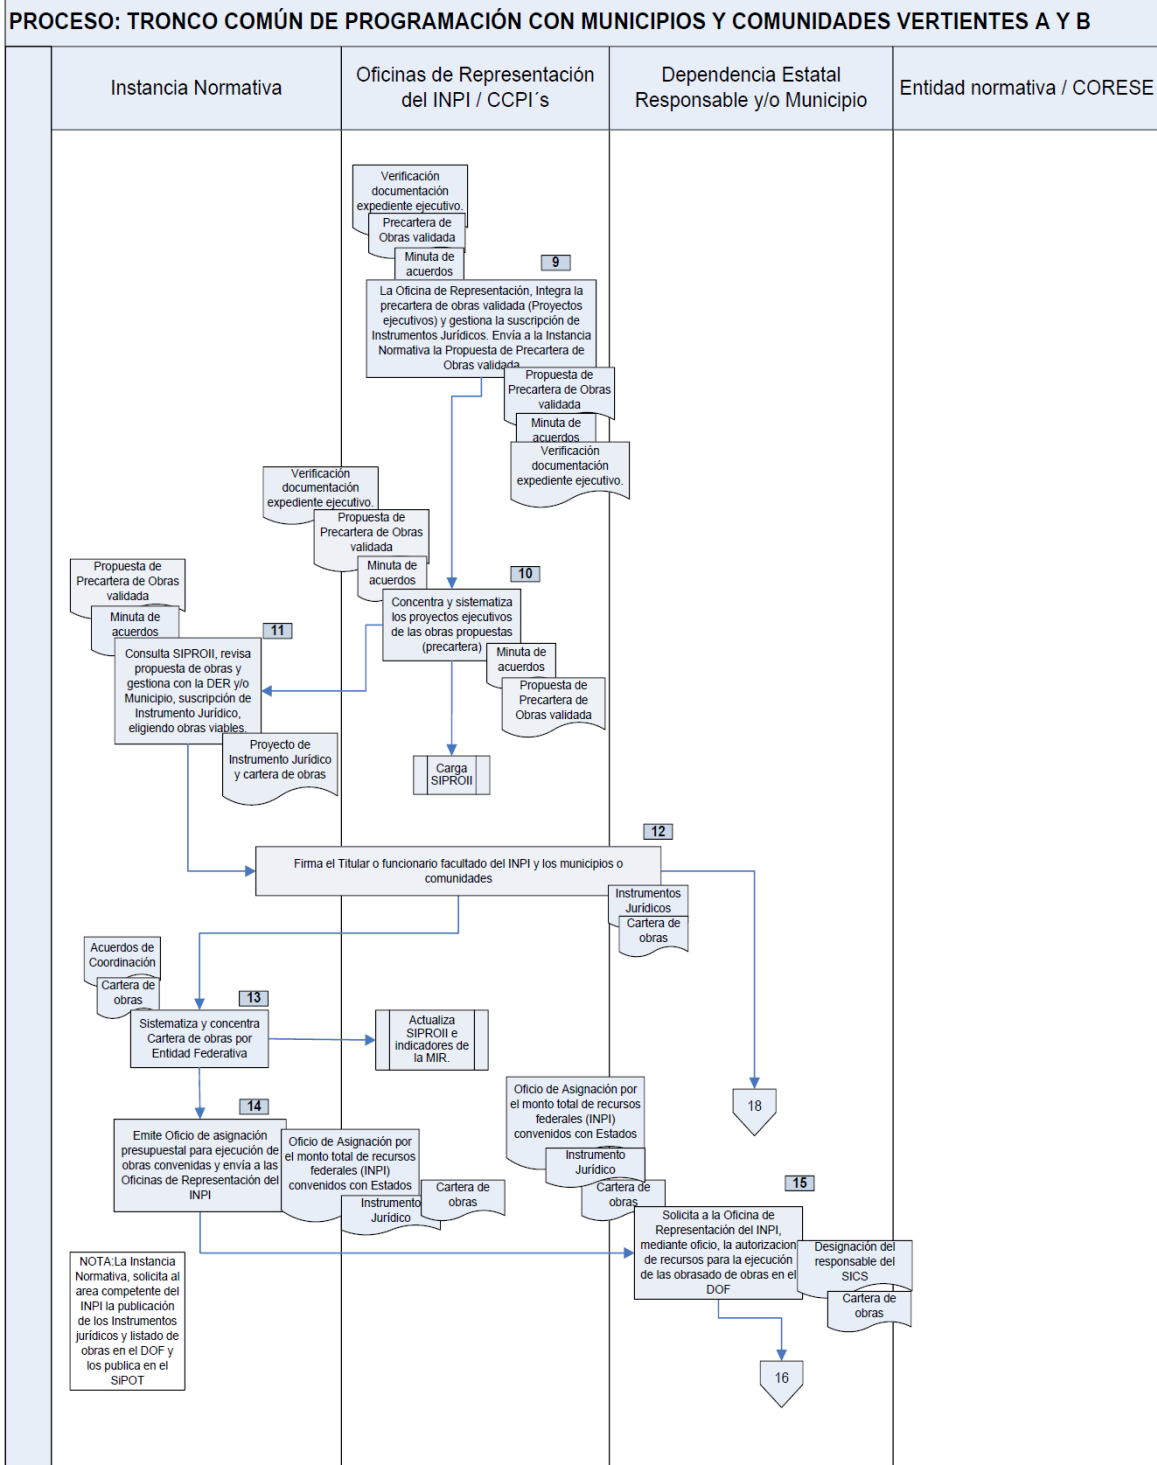 PROCESO: TRONCO COMÚN DE PROGRAMACIÓN CON MUNICIPIOS Y COMUNIDADES VERTIENTES A Y B
Instancia Normativa
Oficinas de Representación
del INPI / CCPI´s
Dependencia Estatal
Responsable y/o Municipio
Entidad normativa / CORESE
Verificación
documentación
expediente ejecutivo.
Precartera de
Obras validada
Minuta de
acuerdos
9
La Oficina de Representación, Integra la
precartera de obras validada (Proyectos
ejecutivos) y gestiona la suscripción de
Instrumentos Jurídicos. Envía a la Instancia
Normativa la Propuesta de Precartera de
Obras validada
Propuesta de
Precartera de Obras
validada
Minuta de
acuerdos
Verificación
documentación
expediente ejecutivo.
Verificación
documentación
expediente ejecutivo.
Propuesta de
Precartera de Obras
validada
Minuta de
acuerdos
10
Concentra y sistematiza
los proyectos ejecutivos
de las obras propuestas
(precartera)
Minuta de
acuerdos
Propuesta de
Precartera de
Obras validada
Carga
SIPROII
Propuesta de
Precartera de Obras
validada
Minuta de
acuerdos
11
Consulta SIPROII, revisa
propuesta de obras y
gestiona con la DER y/o
Municipio, suscripción de
Instrumento Jurídico,
eligiendo obras viables.
Proyecto de
Instrumento Jurídico
y cartera de obras
12
Firma el Titular o funcionario facultado del INPI y los municipios o
comunidades
Instrumentos
Jurídicos
Cartera de
obras
Acuerdos de
Coordinación
Cartera de
obras
13
Sistematiza y concentra
Cartera de obras por
Entidad Federativa
Actualiza
SIPROII e
indicadores de
la MIR.
18
14
Emite Oficio de asignación
presupuestal para ejecución de
obras convenidas y envía a las
Oficinas de Representación del
INPI
Oficio de Asignación por
el monto total de recursos
federales (INPI)
convenidos con Estados
Instrumento
Jurídico
Cartera de
obras
Oficio de Asignación por
el monto total de recursos
federales (INPI)
convenidos con Estados
Instrumento
Jurídico
Cartera de
obras
15
Solicita a la Oficina de
Representación del INPI,
mediante oficio, la autorizacion
de recursos para la ejecución
de las obrasado de obras en el
DOF
Designación del
responsable del
SICS
Cartera de
obras
16
NOTA:La Instancia
Normativa, solicita al
area competente del
INPI la publicación
de los Instrumentos
jurídicos y listado de
obras en el DOF y
los publica en el
SiPOT